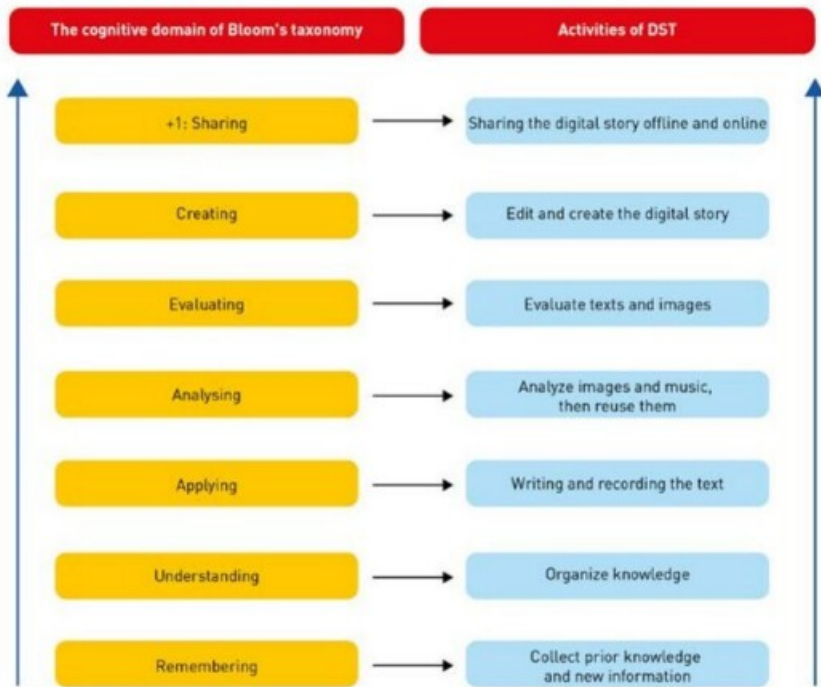 The cognitive domain of Bloom's taxonomy
Activities of DST
+1: Sharing
Sharing the digital story offline and online
Creating
Edit and create the digital story
Evaluating
Evaluate texts and images
Analysing
Analyze images and music,
then reuse them
Applying
Writing and recording the text
Understanding
Organize knowledge
Remembering
Collect prior knowledge
and new information